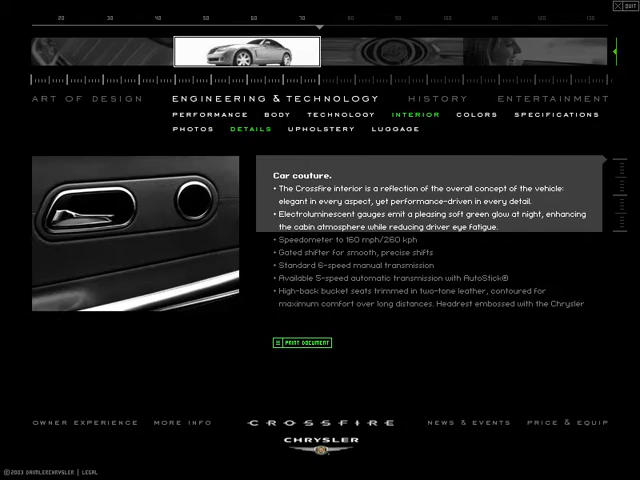 QUIT
20 30 40 50 60 70 80 90 100 110 120 130
ART OF DESIGN ENGINEERING & TECHNOLOGY HISTORY ENTERTAINMENT
PERFORMANCE BODY TECHNOLOGY INTERIOR COLORS SPECIFICATIONS
PHOTOS DETAILS UPHOLSTERY LUGGAGE
Car couture.
• The Crossfire interior is a reflection of the overall concept of the vehicle:
elegant in every aspect, yet performance-driven in every detail.
• Electroluminescent gauges emit a pleasing soft green glow at night, enhancing
the cabin atmosphere while reducing driver eye fatigue.
• Speedometer to 160 mph/260 kph
• Gated shifter for smooth, precise shifts
• Standard 6-speed manual transmission
• Available 5-speed automatic transmission with AutoStick®
• High-back bucket seats trimmed in two-tone leather, contoured for
maximum comfort over long distances. Headrest embossed with the Chrysler
PRINT DOCUMENT
OWNER EXPERIENCE MORE INFO CROSSFIRE NEWS & EVENTS PRICE & EQUIP
CHRYSLER
©2003 DAIMLERCHRYSLER | LEGAL